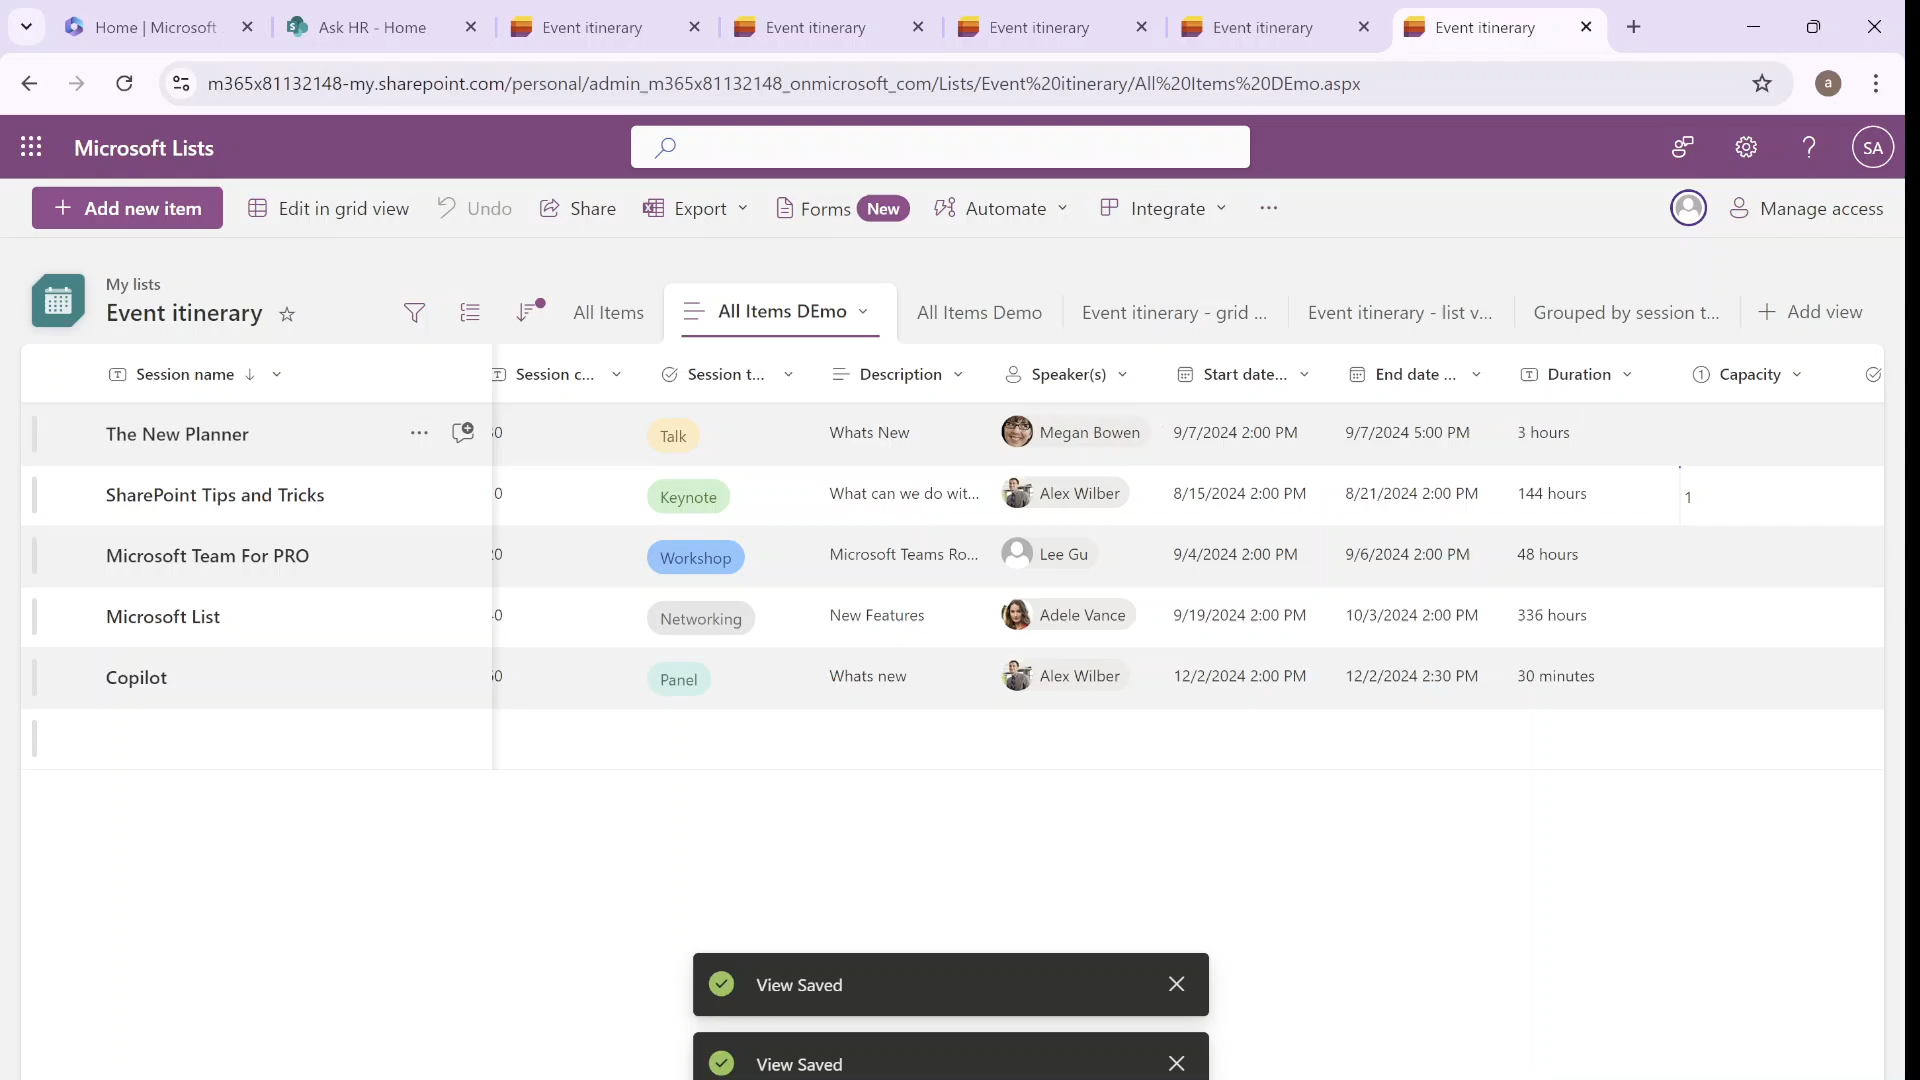 Home | Microsoft
Ask HR - Home
Event itinerary
Event itinerary
Event itinerary
Event itinerary
Event itinerary
m365x81132148-my.sharepoint.com/personal/admin_m365x81132148_onmicrosoft_com/Lists/Event%20itinerary/All%20Items%20DEmo.aspx
a
Microsoft Lists
SA
Add new item
Edit in grid view
Undo
Share
Export
Forms New
Automate
Integrate
Manage access
My lists
Event itinerary
All Items
All Items DEmo
All Items Demo
Event itinerary - grid ...
Event itinerary - list v...
Grouped by session t...
Add view
Session name
Session c...
Session t...
Description
Speaker(s)
Start date...
End date ...
Duration
Capacity
The New Planner 0 Talk Whats New Megan Bowen 9/7/2024 2:00 PM 9/7/2024 5:00 PM 3 hours
SharePoint Tips and Tricks 0 Keynote What can we do wit... Alex Wilber 8/15/2024 2:00 PM 8/21/2024 2:00 PM 144 hours 1
Microsoft Team For PRO 0 Workshop Microsoft Teams Ro... Lee Gu 9/4/2024 2:00 PM 9/6/2024 2:00 PM 48 hours
Microsoft List 0 Networking New Features Adele Vance 9/19/2024 2:00 PM 10/3/2024 2:00 PM 336 hours
Copilot 0 Panel Whats new Alex Wilber 12/2/2024 2:00 PM 12/2/2024 2:30 PM 30 minutes
View Saved
View Saved